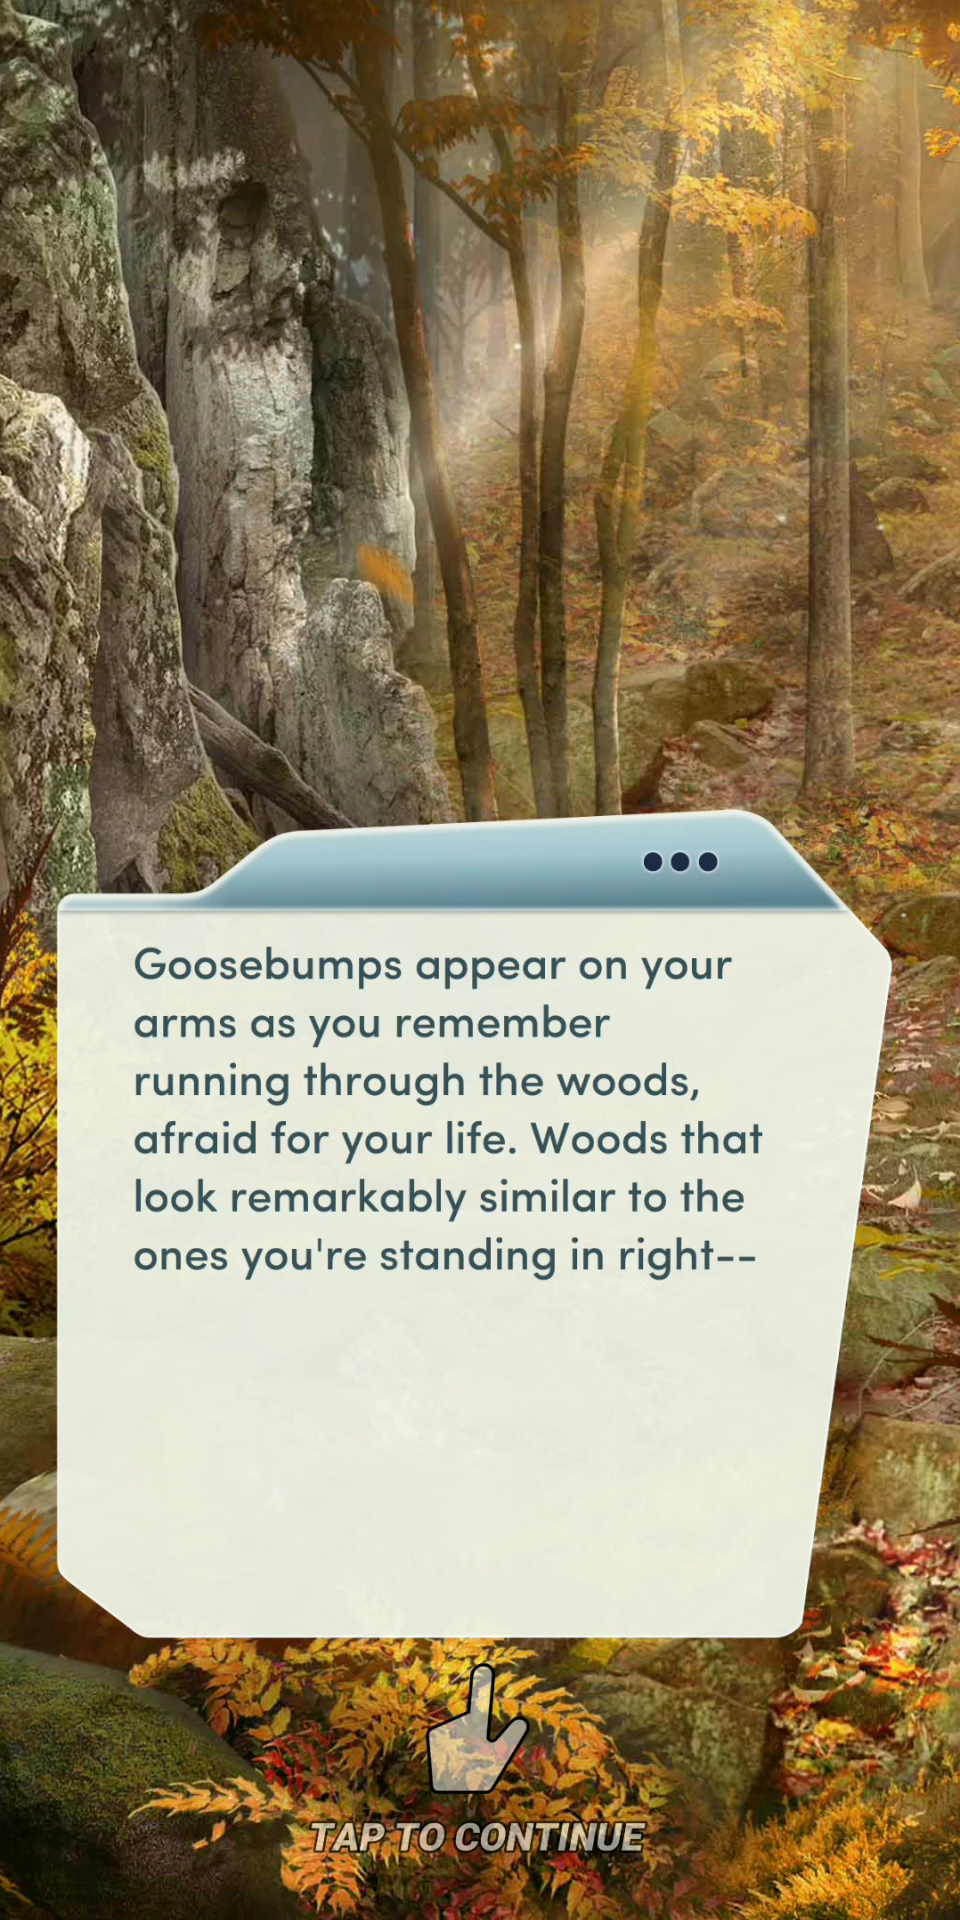 Goosebumps appear on your
arms as you remember
running through the woods,
afraid for your life. Woods that
look remarkably similar to the
ones you're standing in right--
TAP TO CONTINUE